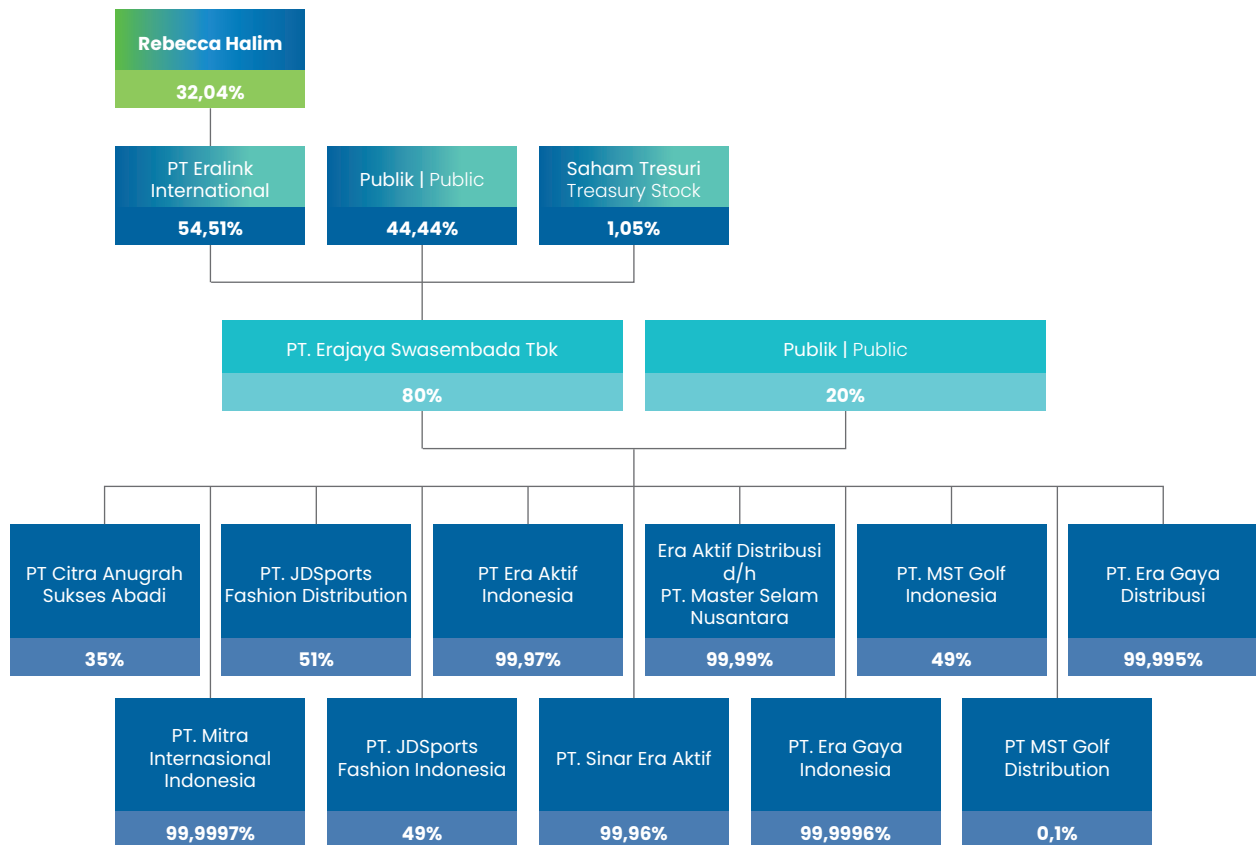 Rebecca Halim
32,04%
PT Eralink
International
54,51%
Publik | Public
44,44%
Saham Tresuri
Treasury Stock
1,05%
PT. Erajaya Swasembada Tbk
80%
Publik | Public
20%
PT Citra Anugrah
Sukses Abadi
35%
PT. JDSports
Fashion Distribution
51%
PT Era Aktif
Indonesia
99,97%
Era Aktif Distribusi
d/h
PT. Master Selam
Nusantara
99,99%
PT. MST Golf
Indonesia
49%
PT. Era Gaya
Distribusi
99,995%
PT. Mitra
Internasional
Indonesia
99,9997%
PT. JDSports
Fashion Indonesia
49%
PT. Sinar Era Aktif
99,96%
PT. Era Gaya
Indonesia
99,9996%
PT MST Golf
Distribution
0,1%